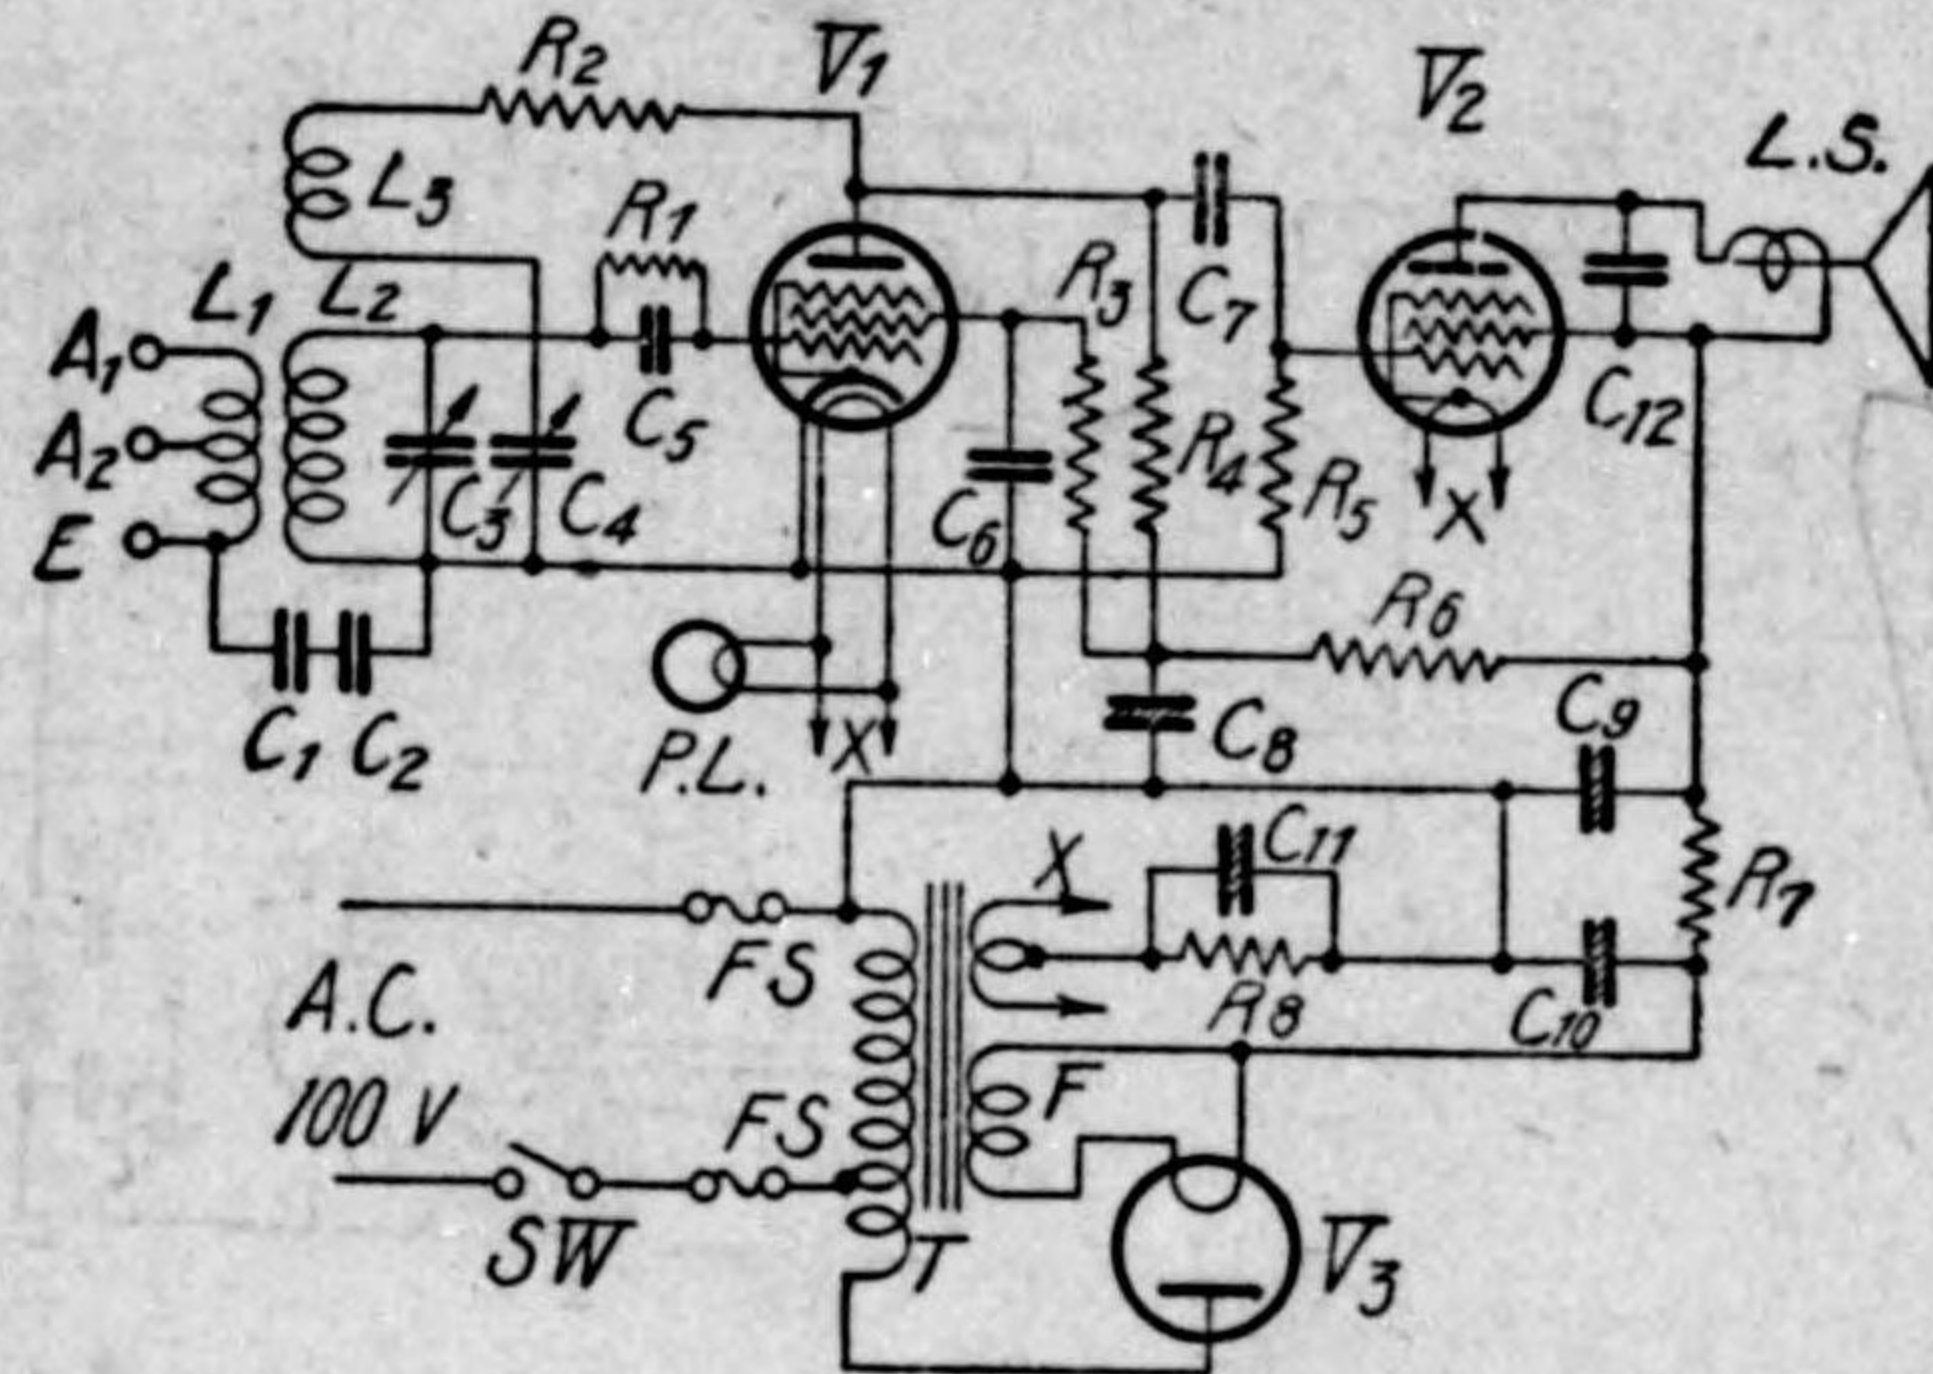 R2
V1
V2
L.S.
L3
R1
R3
C7
L1
L2
A1
A2
E
C5
C3
C4
C6
R4
R5
C12
X
R6
C1
C2
P.L.
X
C8
C9
X
C11
R7
FS
R8
C10
A.C.
100 V
FS
F
SW
T
V3